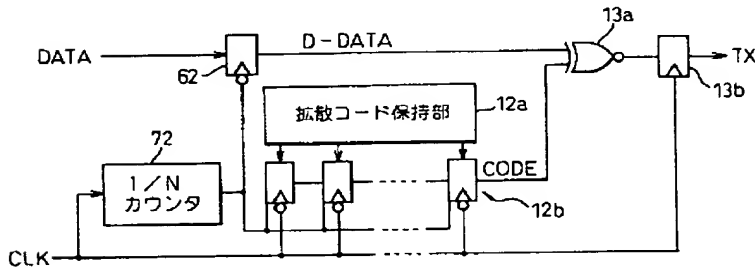 13a
DATA
D-DATA
TX
62
13b
拡散コード保持部
12a
72
1/N
カウンタ
CODE
12b
CLK